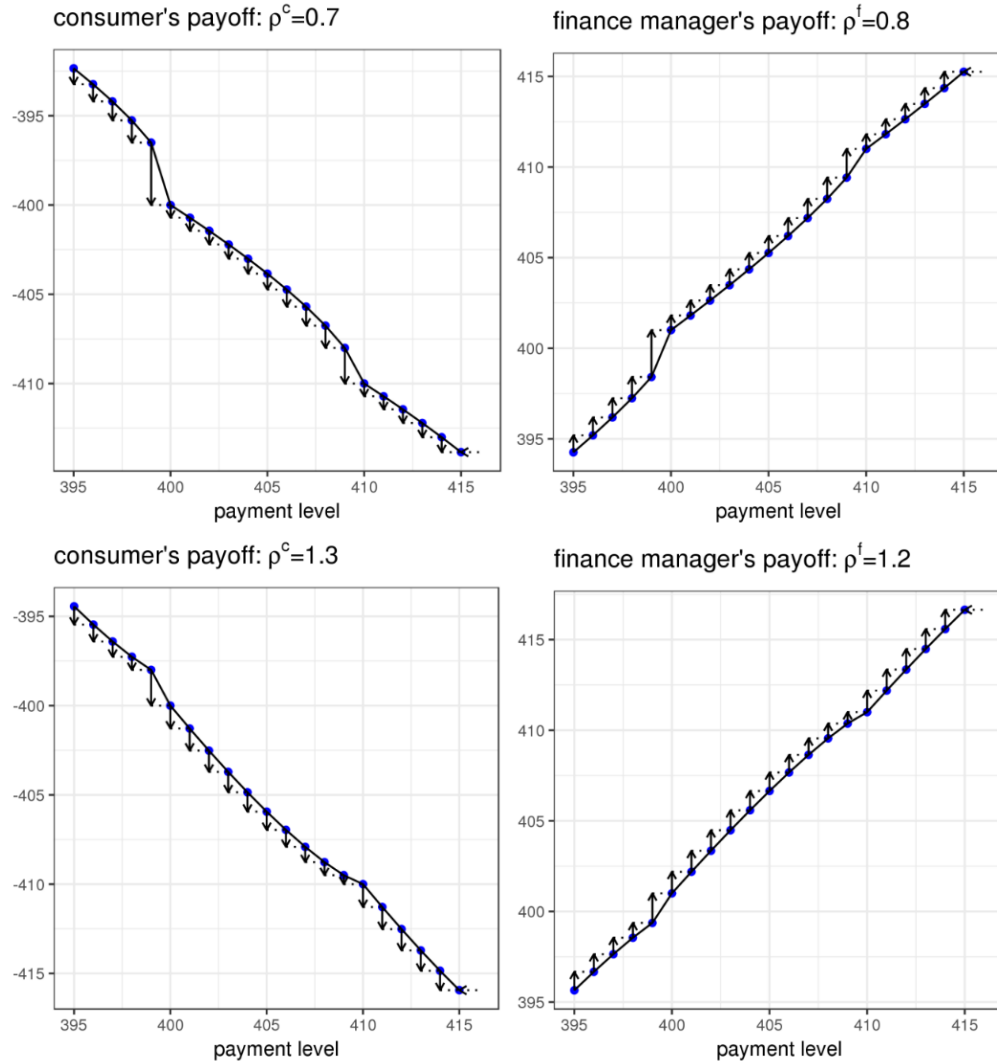 consumer's payoff: ρᶜ=0.7
-395
-400
-405
-410
395 400 405 410 415
payment level
finance manager's payoff: ρᶠ=0.8
415
410
405
400
395
395 400 405 410 415
payment level
consumer's payoff: ρᶜ=1.3
-395
-400
-405
-410
-415
395 400 405 410 415
payment level
finance manager's payoff: ρᶠ=1.2
415
410
405
400
395
395 400 405 410 415
payment level